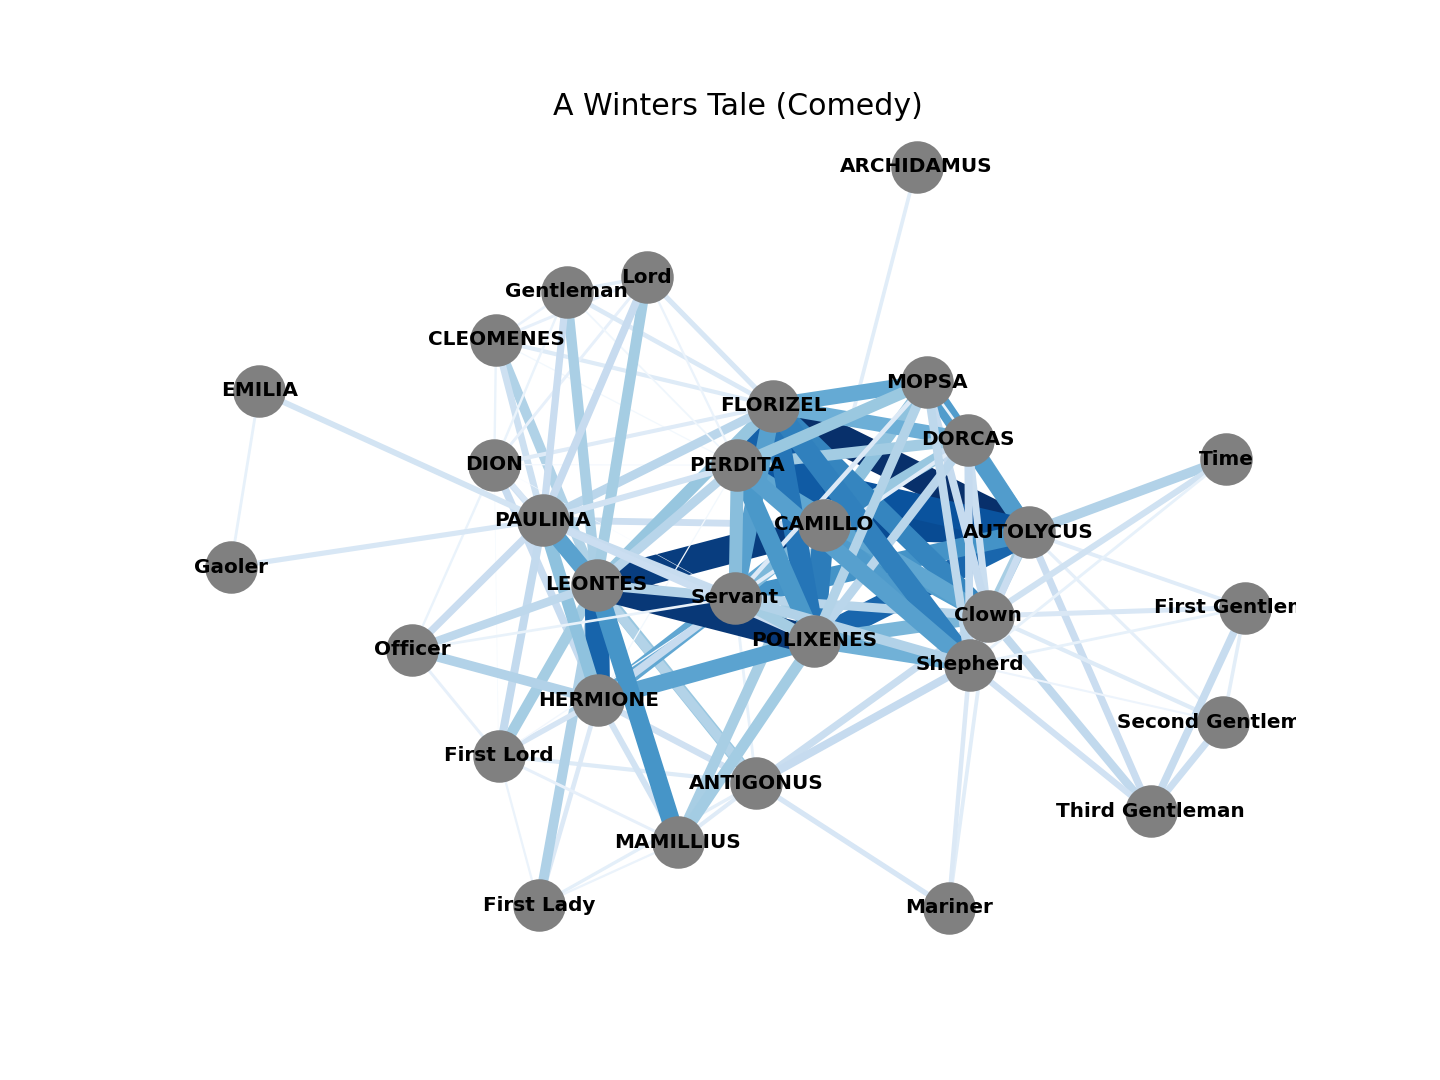 A Winters Tale (Comedy)
ARCHIDAMUS
Lord
Gentleman
CLEOMENES
MOPSA
EMILIA
FLORIZEL
DORCAS
Time
DION
PERDITA
PAULINA
CAMILLO
AUTOLYCUS
Gaoler
LEONTES
Servant
First Gentler
Clown
POLIXENES
Officer
Shepherd
HERMIONE
Second Gentlem
First Lord
ANTIGONUS
Third Gentleman
MAMILLIUS
First Lady
Mariner